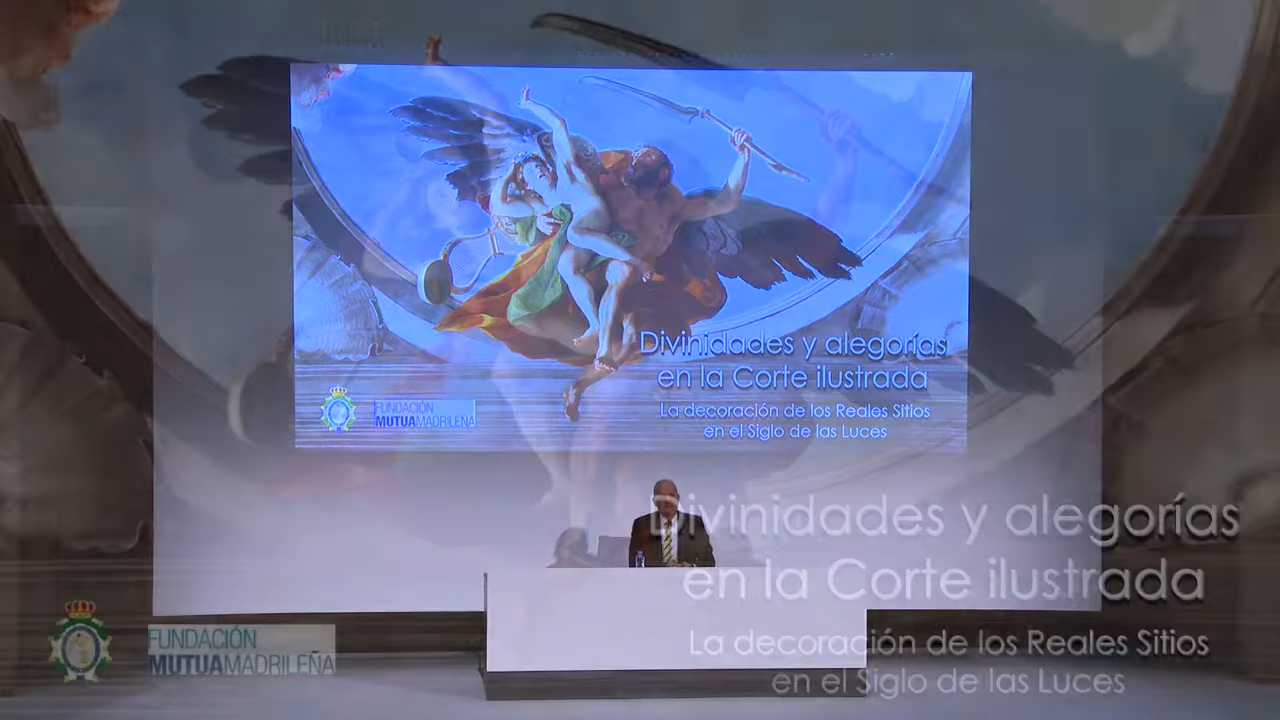 Divinidades y alegorías
en la Corte ilustrada
La decoración de los Reales Sitios
en el Siglo de las Luces
FUNDACIÓN
MUTUAMADRILEÑA
Divinidades y alegorías
en la Corte ilustrada
La decoración de los Reales Sitios
en el Siglo de las Luces
FUNDACIÓN
MUTUAMADRILEÑA